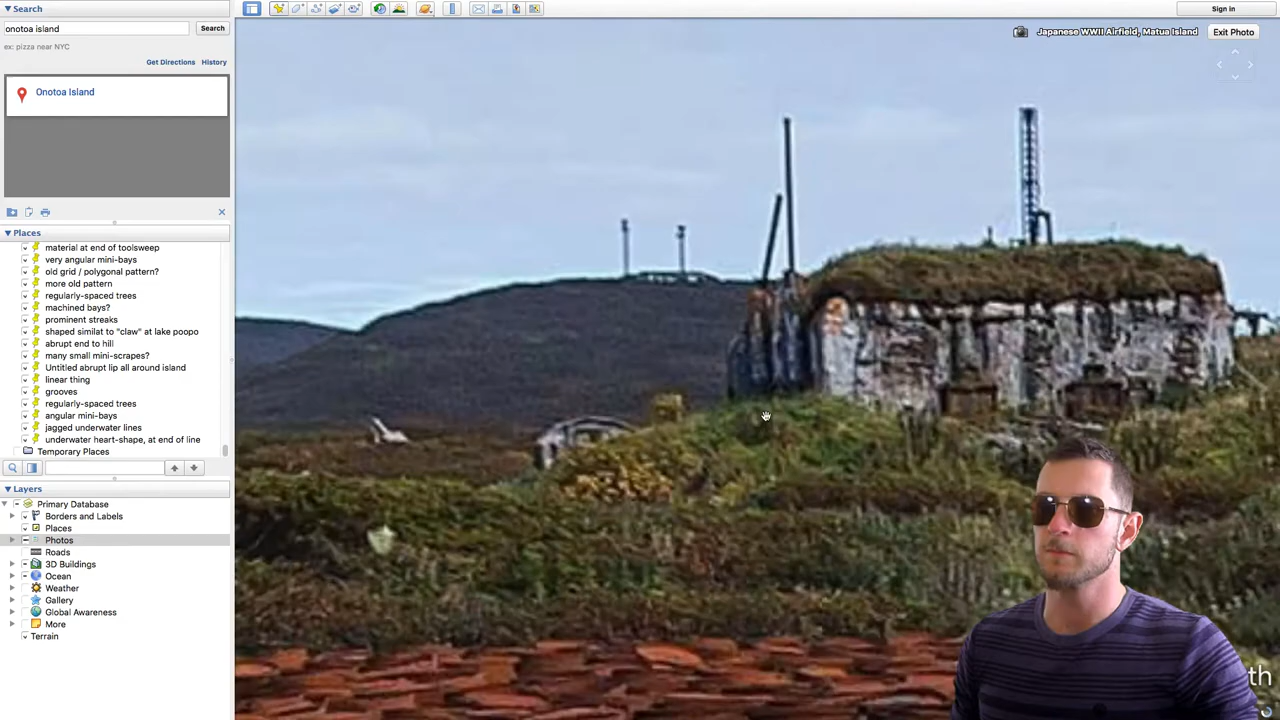 Search
Sign in
onotoa island
Search
ex: pizza near NYC
Get Directions
History
Onotoa Island
Japanese WWII Airfield, Matua Island
Exit Photo
Places
material at end of toolsweep
very angular mini-bays
old grid / polygonal pattern?
more old pattern
regularly-spaced trees
machined bays?
prominent streaks
shaped similat to "claw" at lake poopo
abrupt end to hill
many small mini-scrapes?
Untitled abrupt lip all around island
linear thing
grooves
regularly-spaced trees
angular mini-bays
jagged underwater lines
underwater heart-shape, at end of line
Temporary Places
Layers
Primary Database
Borders and Labels
Places
Photos
Roads
3D Buildings
Ocean
Weather
Gallery
Global Awareness
More
Terrain
th